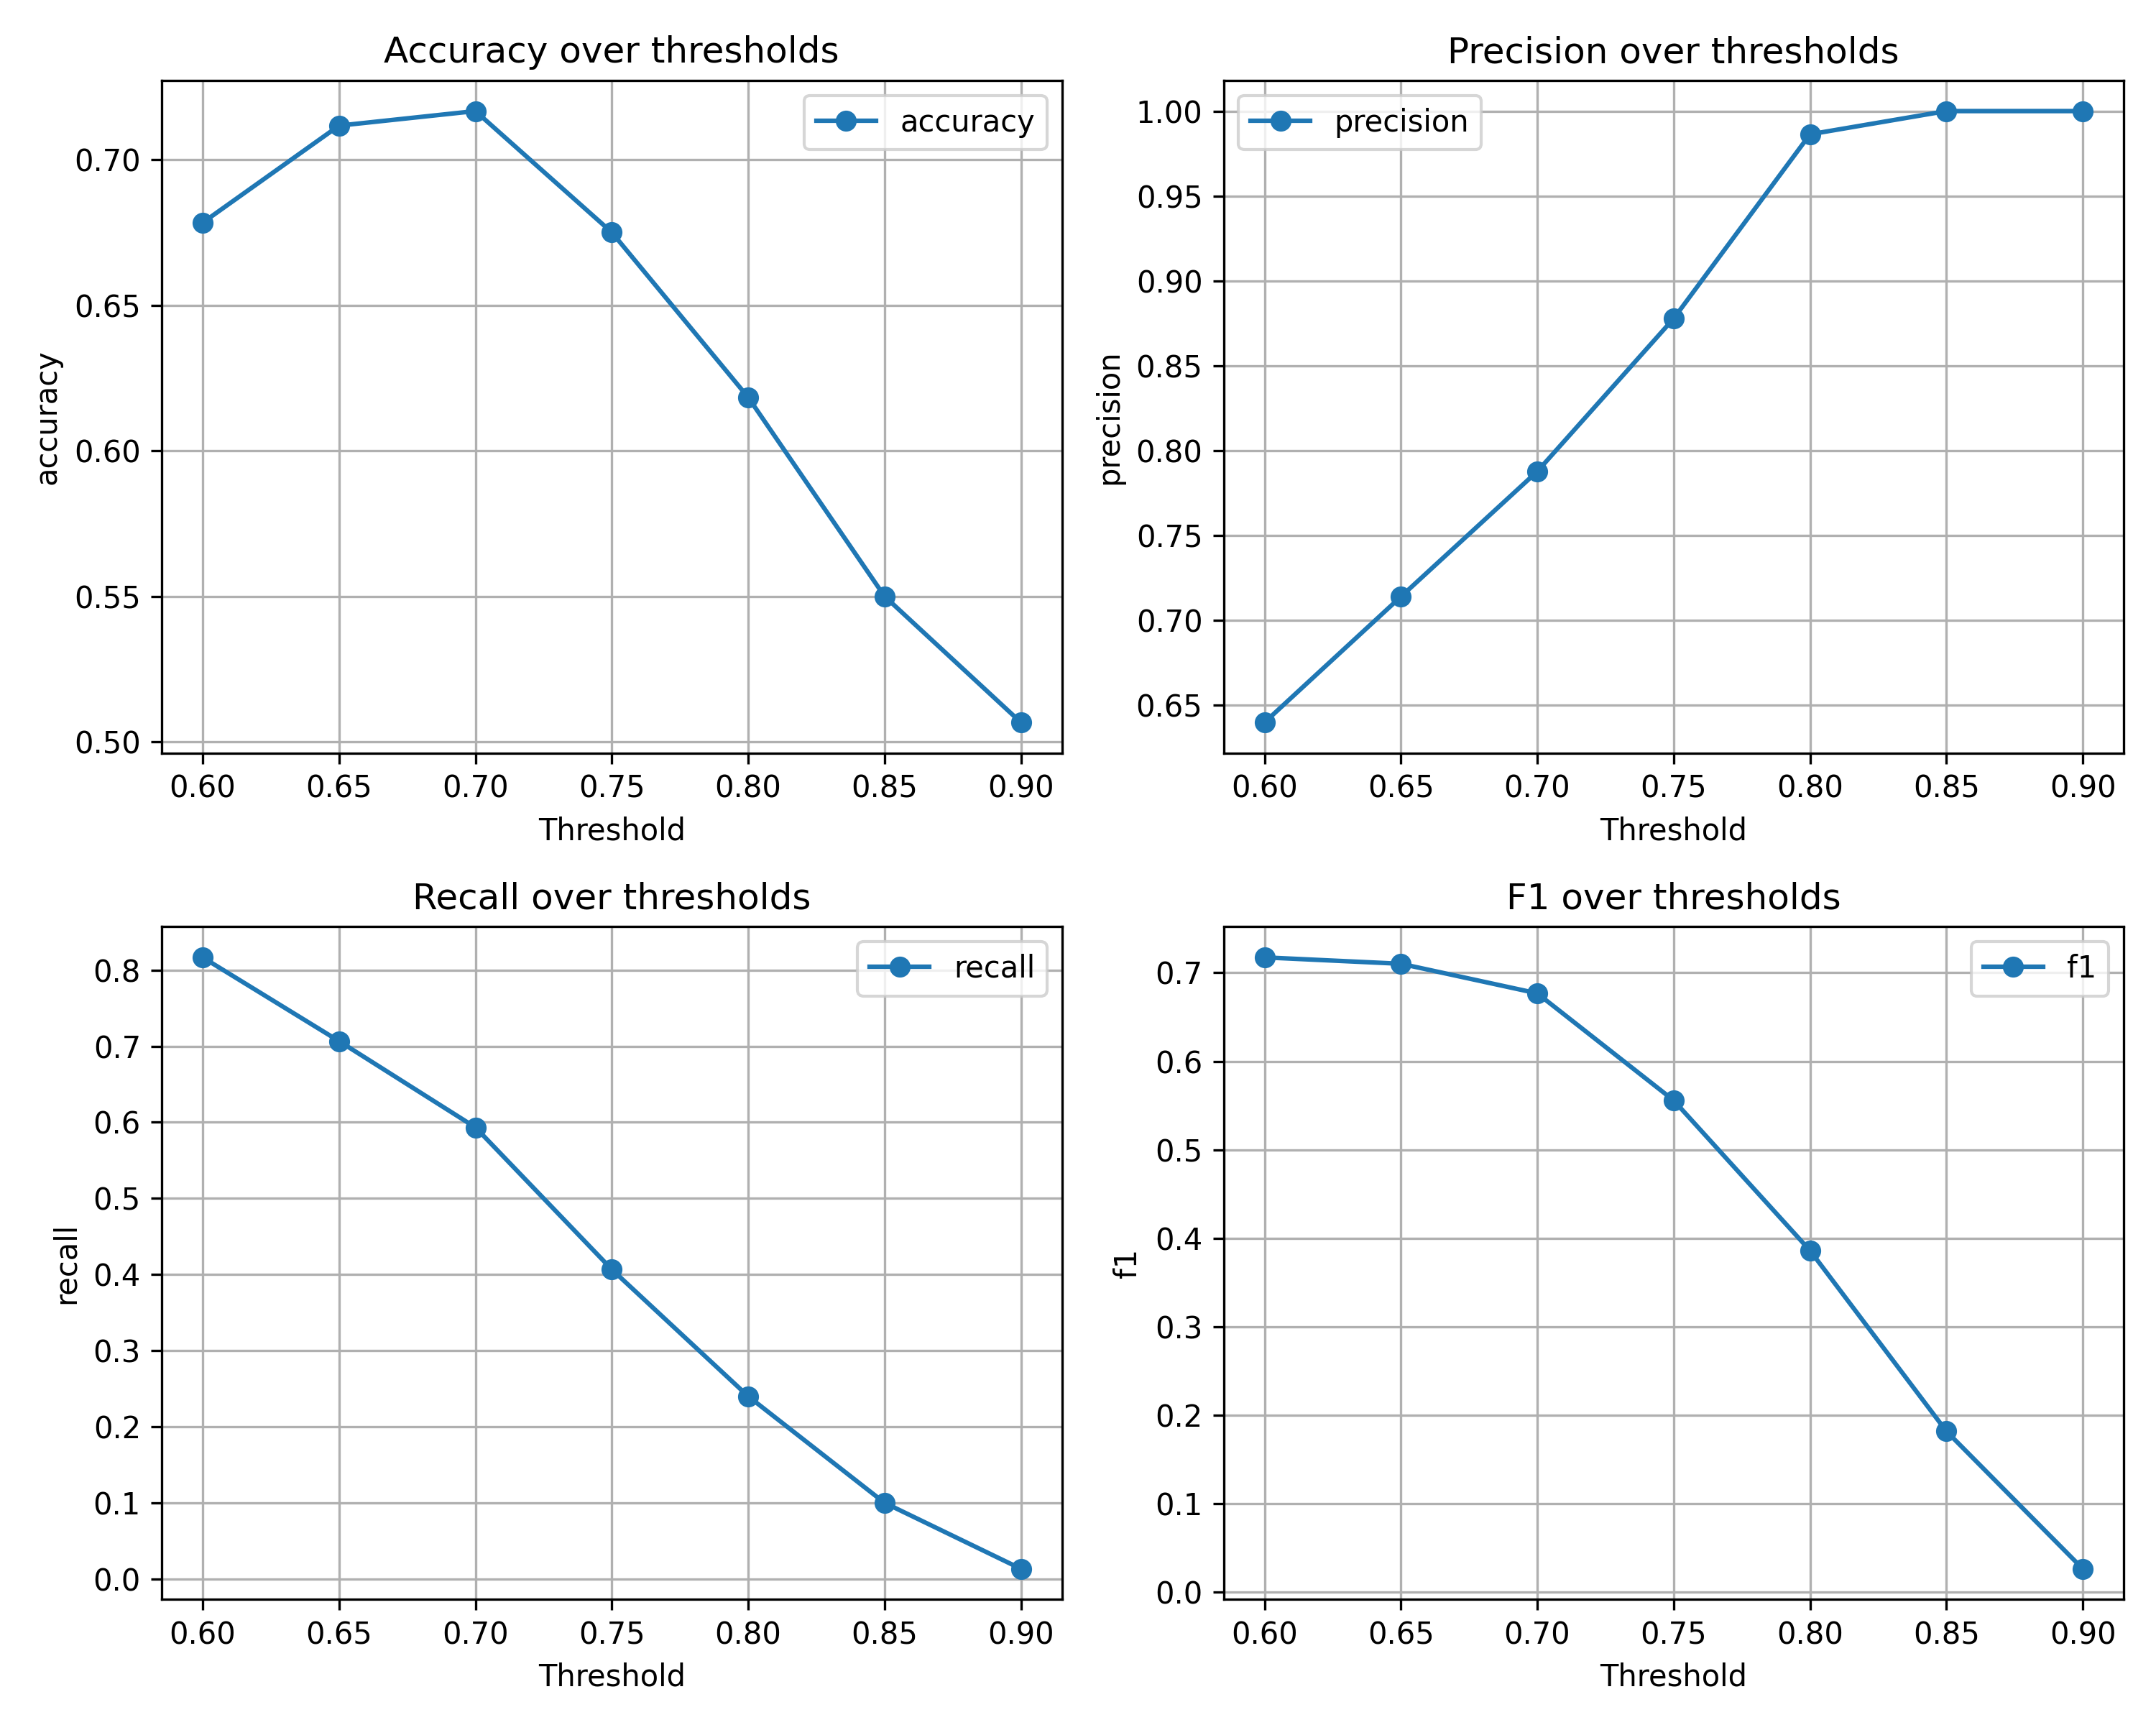 Accuracy over thresholds
accuracy
0.70
0.65
0.60
0.55
0.50
accuracy
0.60 0.65 0.70 0.75 0.80 0.85 0.90
Threshold
Precision over thresholds
precision
1.00
0.95
0.90
0.85
0.80
0.75
0.70
0.65
precision
0.60 0.65 0.70 0.75 0.80 0.85 0.90
Threshold
Recall over thresholds
recall
0.8
0.7
0.6
0.5
0.4
0.3
0.2
0.1
0.0
recall
0.60 0.65 0.70 0.75 0.80 0.85 0.90
Threshold
F1 over thresholds
f1
0.7
0.6
0.5
0.4
0.3
0.2
0.1
0.0
f1
0.60 0.65 0.70 0.75 0.80 0.85 0.90
Threshold